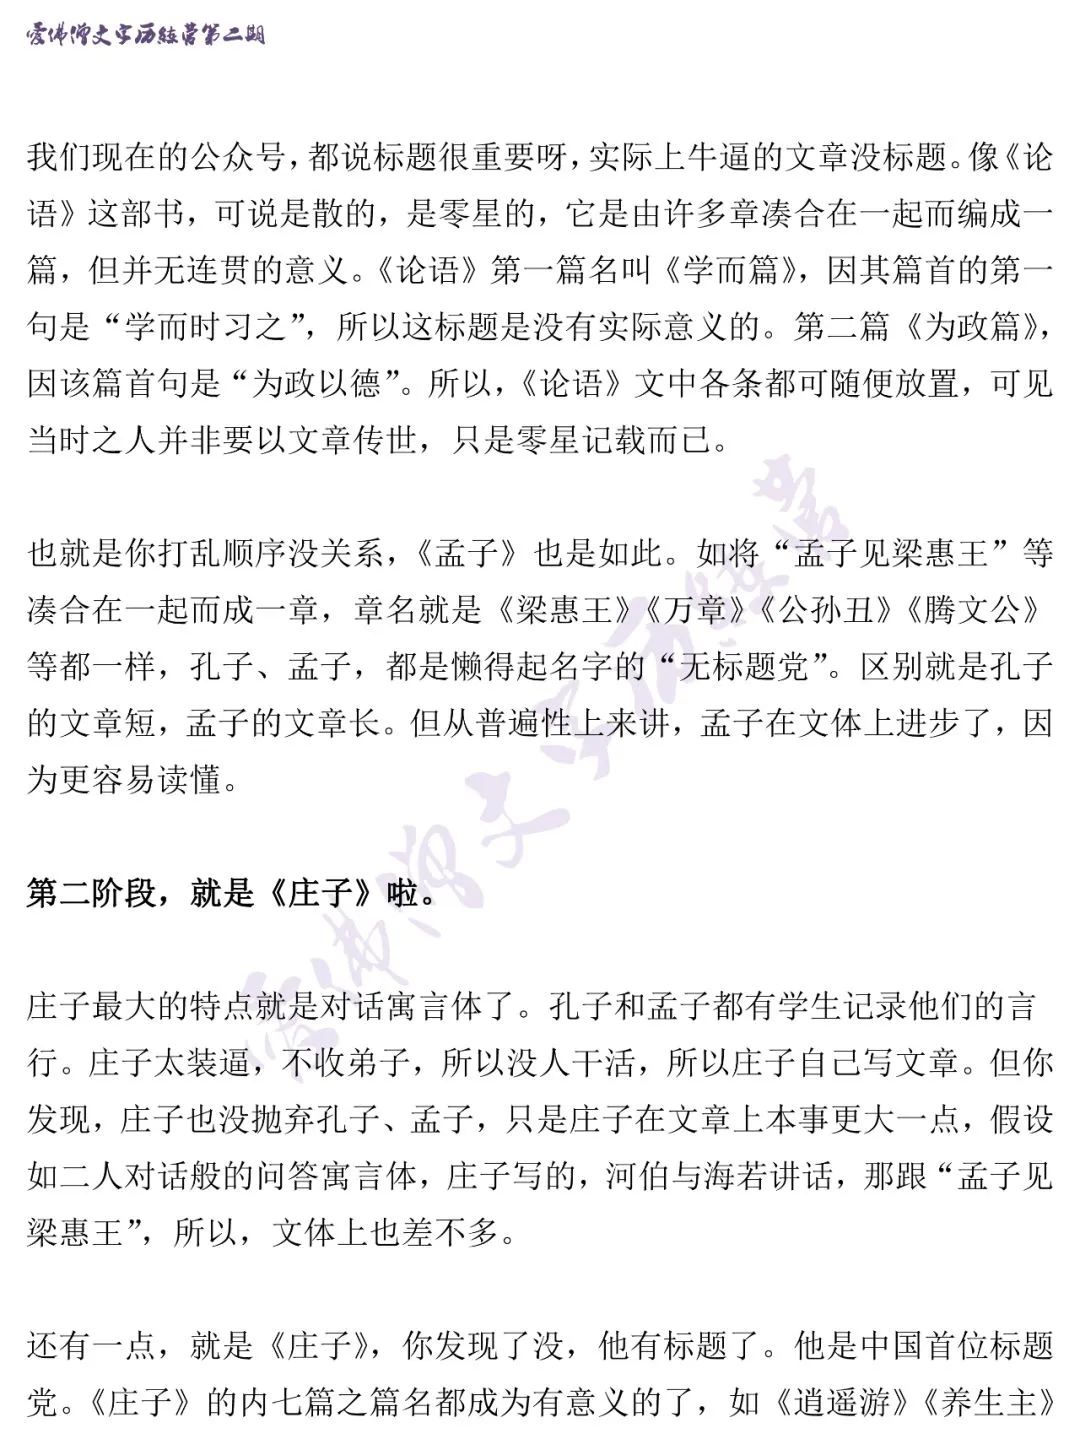 爱佛僧文字历练营第二期
我们现在的公众号，都说标题很重要呀，实际上牛逼的文章没标题。像《论
语》这部书，可说是散的，是零星的，它是由许多章凑合在一起而编成一
篇，但并无连贯的意义。《论语》第一篇名叫《学而篇》，因其篇首的第一
句是“学而时习之”，所以这标题是没有实际意义的。第二篇《为政篇》，
因该篇首句是“为政以德”。所以，《论语》文中各条都可随便放置，可见
当时之人并非要以文章传世，只是零星记载而已。
也就是你打乱顺序没关系，《孟子》也是如此。如将“孟子见梁惠王”等
凑合在一起而成一章，章名就是《梁惠王》《万章》《公孙丑》《腾文公》
等都一样，孔子、孟子，都是懒得起名字的“无标题党”。区别就是孔子
的文章短，孟子的文章长。但从普遍性上来讲，孟子在文体上进步了，因
为更容易读懂。
第二阶段，就是《庄子》啦。
庄子最大的特点就是对话寓言体了。孔子和孟子都有学生记录他们的言
行。庄子太装逼，不收弟子，所以没人干活，所以庄子自己写文章。但你
发现，庄子也没抛弃孔子、孟子，只是庄子在文章上本事更大一点，假设
如二人对话般的问答寓言体，庄子写的，河伯与海若讲话，那跟“孟子见
梁惠王”，所以，文体上也差不多。
还有一点，就是《庄子》，你发现了没，他有标题了。他是中国首位标题
党。《庄子》的内七篇之篇名都成为有意义的了，如《逍遥游》《养生主》
爱佛僧文字历练营